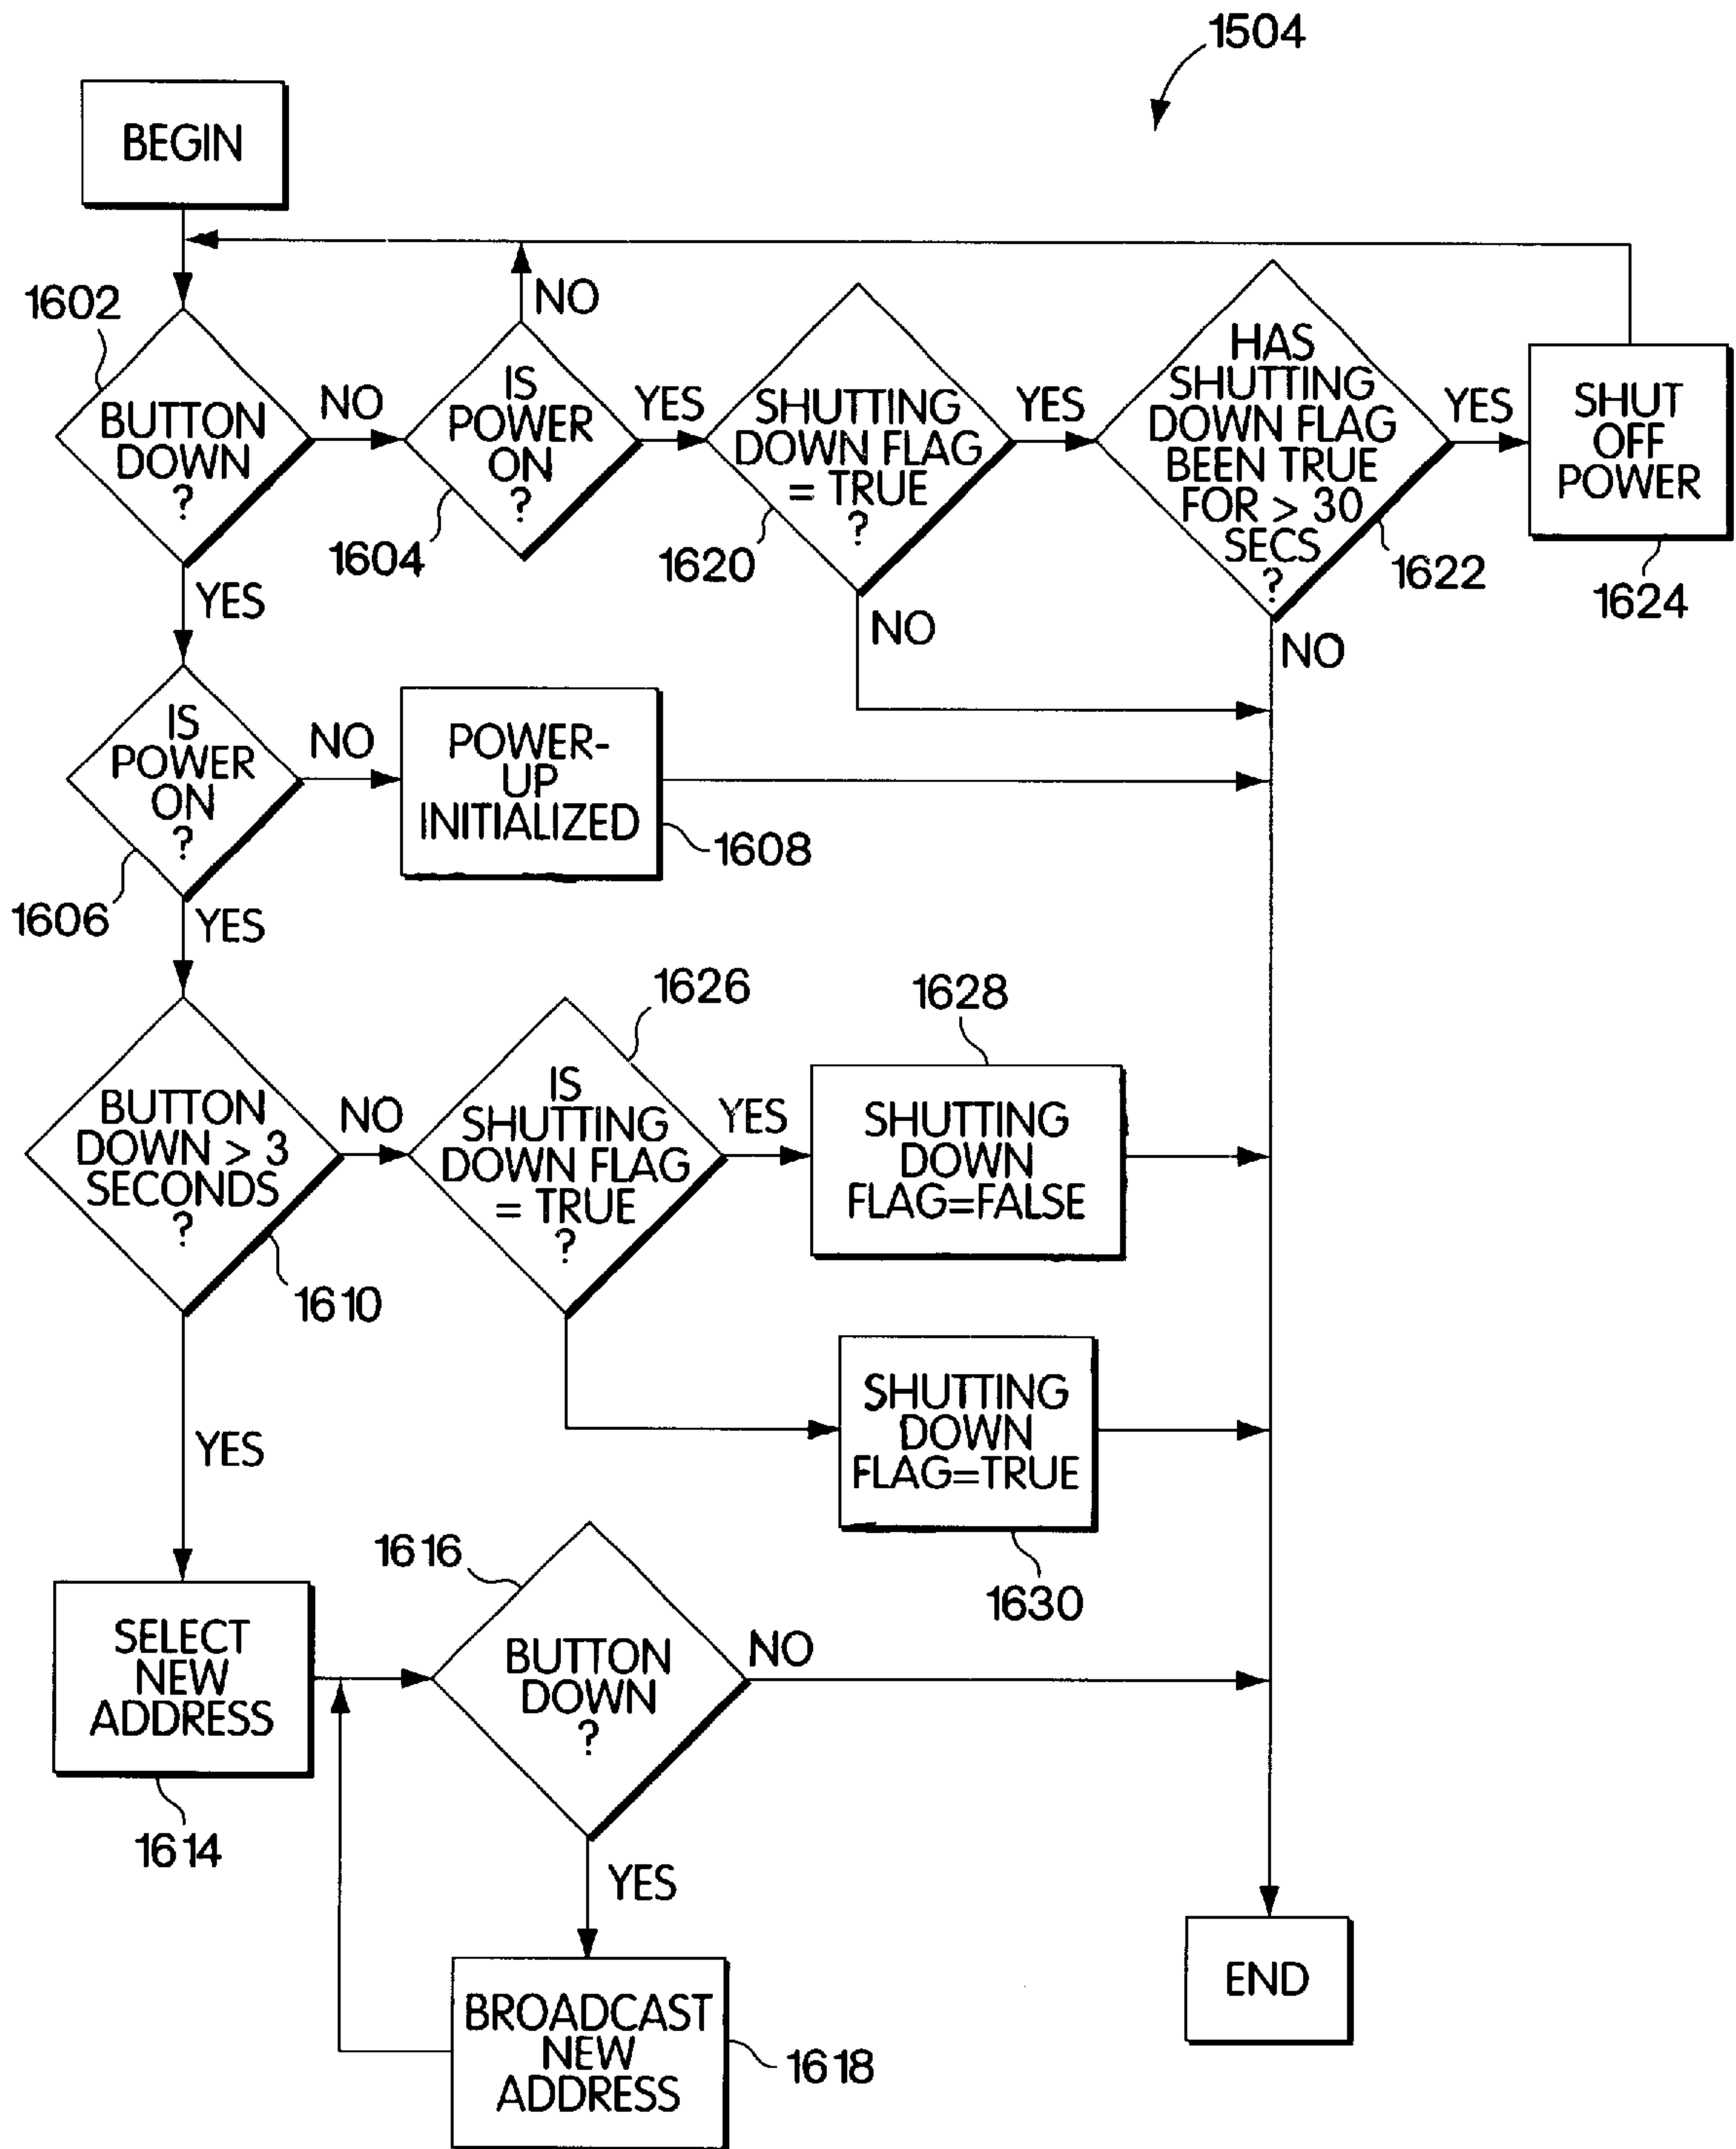 1504
BEGIN
1602
BUTTON
DOWN
?
NO
IS
POWER
ON
?
1604
NO
YES
SHUTTING
DOWN FLAG
= TRUE
?
1620
YES
HAS
SHUTTING
DOWN FLAG
BEEN TRUE
FOR > 30
SECS
?
1622
YES
SHUT
OFF
POWER
1624
YES
NO
NO
IS
POWER
ON
?
1606
NO
POWER-
UP
INITIALIZED
1608
YES
BUTTON
DOWN > 3
SECONDS
?
1610
NO
1626
IS
SHUTTING
DOWN FLAG
= TRUE
?
YES
1628
SHUTTING
DOWN
FLAG=FALSE
SHUTTING
DOWN
FLAG=TRUE
1630
YES
SELECT
NEW
ADDRESS
1614
1616
BUTTON
DOWN
?
NO
YES
BROADCAST
NEW
ADDRESS
1618
END